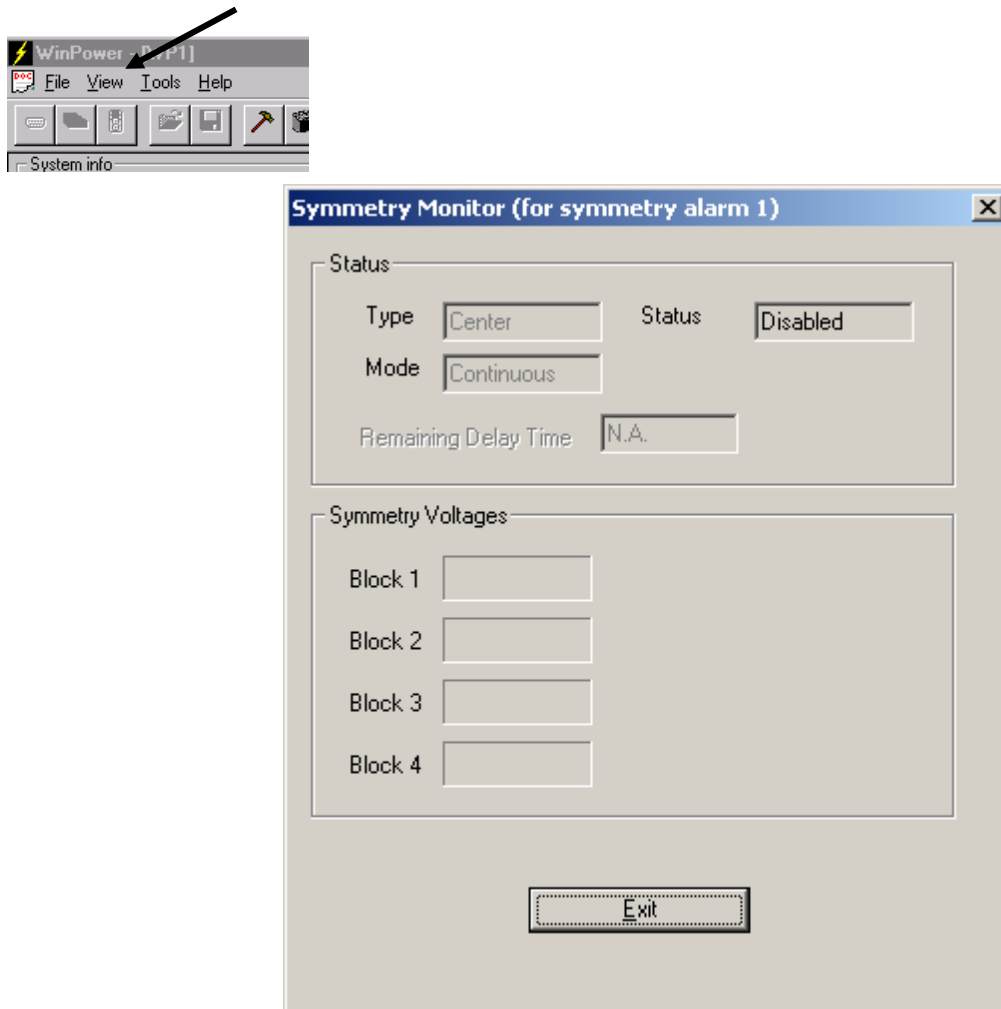 WinPower - [VP1]
File View Tools Help
System info
Symmetry Monitor (for symmetry alarm 1)
Status
Type Center Status Disabled
Mode Continuous
Remaining Delay Time N.A.
Symmetry Voltages
Block 1
Block 2
Block 3
Block 4
Exit